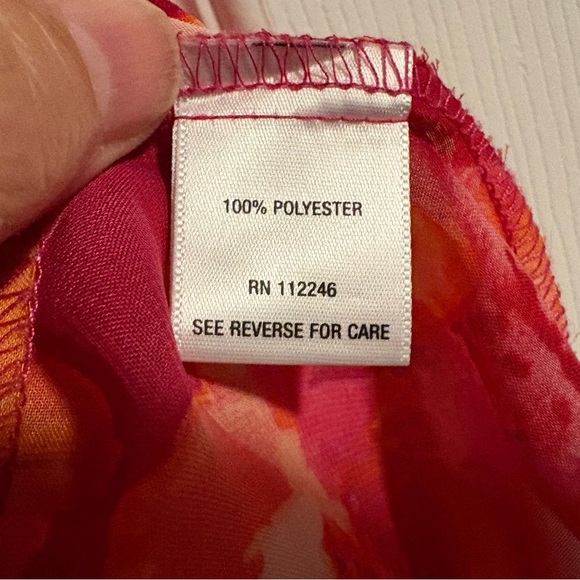 100% POLYESTER
RN 112246
SEE REVERSE FOR CARE